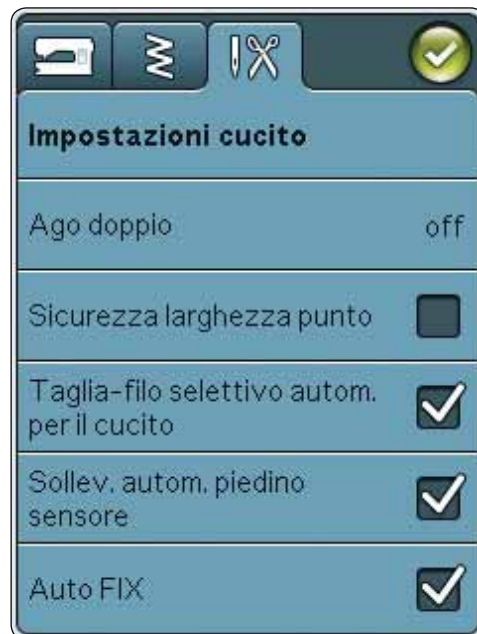 Impostazioni cucito
Ago doppio off
Sicurezza larghezza punto
Taglia-filo selettivo autom.
per il cucito
Sollev. autom. piedino
sensore
Auto FIX